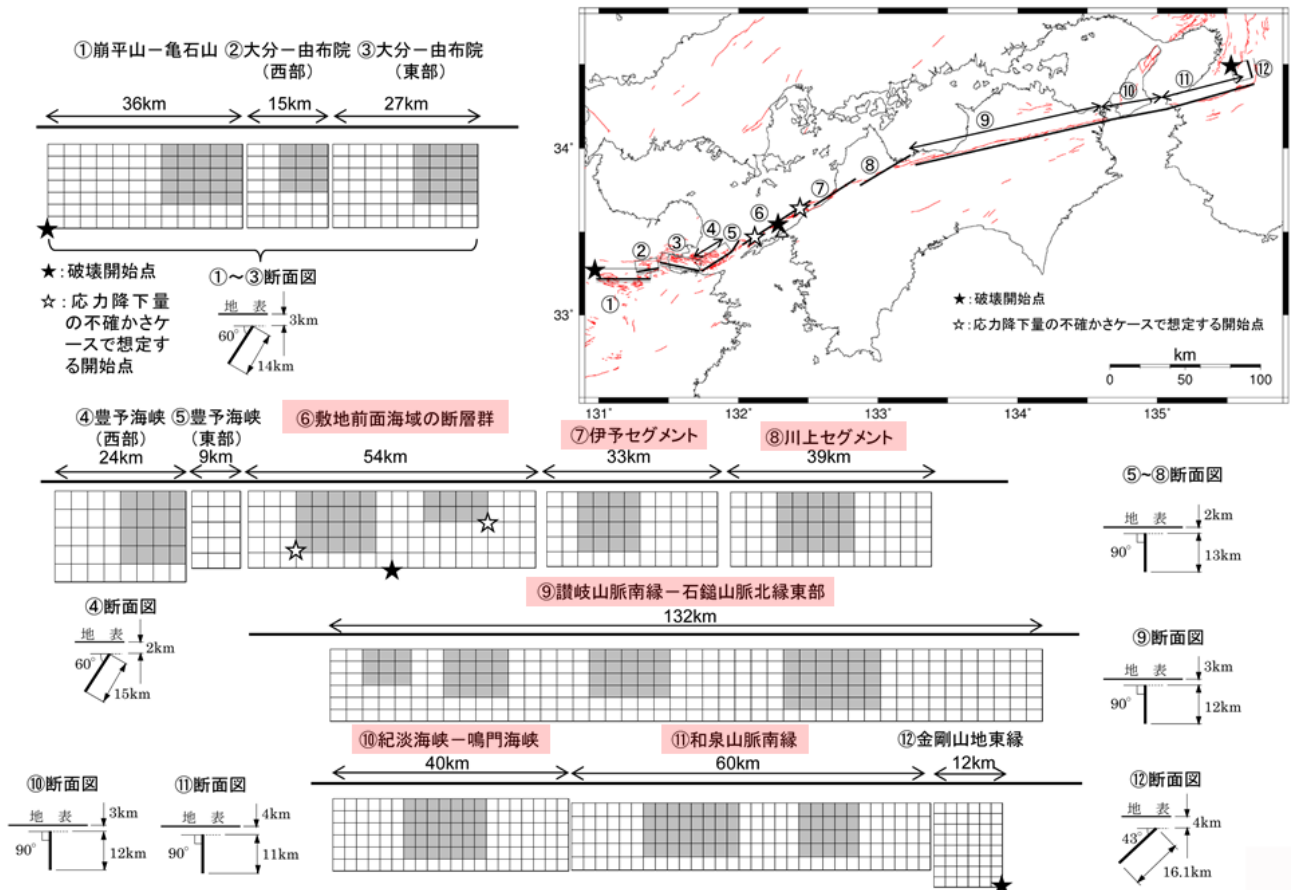 ①崩平山－亀石山 ②大分－由布院 ③大分－由布院
(西部) (東部)
36km 15km 27km
★:破壊開始点
☆:応力降下量
の不確かさケ
ースで想定す
る開始点
①～③断面図
地 表
3km
60°
14km
34°
33°
131° 132° 133° 134° 135°
①
②
③
④
⑤
⑥
⑦
⑧
⑨
⑩
⑪
⑫
★:破壊開始点
☆:応力降下量の不確かさケースで想定する開始点
km
0 50 100
④豊予海峡 ⑤豊予海峡
(西部) (東部)
⑥敷地前面海域の断層群
⑦伊予セグメント
⑧川上セグメント
24km 9km 54km 33km 39km
⑤~⑧断面図
地 表
2km
90°
13km
④断面図
地 表
2km
60°
15km
⑨讃岐山脈南縁－石鎚山脈北縁東部
132km
⑨断面図
地 表
3km
90°
12km
⑩紀淡海峡－鳴門海峡
⑪和泉山脈南縁
⑫金剛山地東縁
40km 60km 12km
⑩断面図
地 表
3km
90°
12km
⑪断面図
地 表
4km
90°
11km
⑫断面図
地 表
4km
43°
16.1km